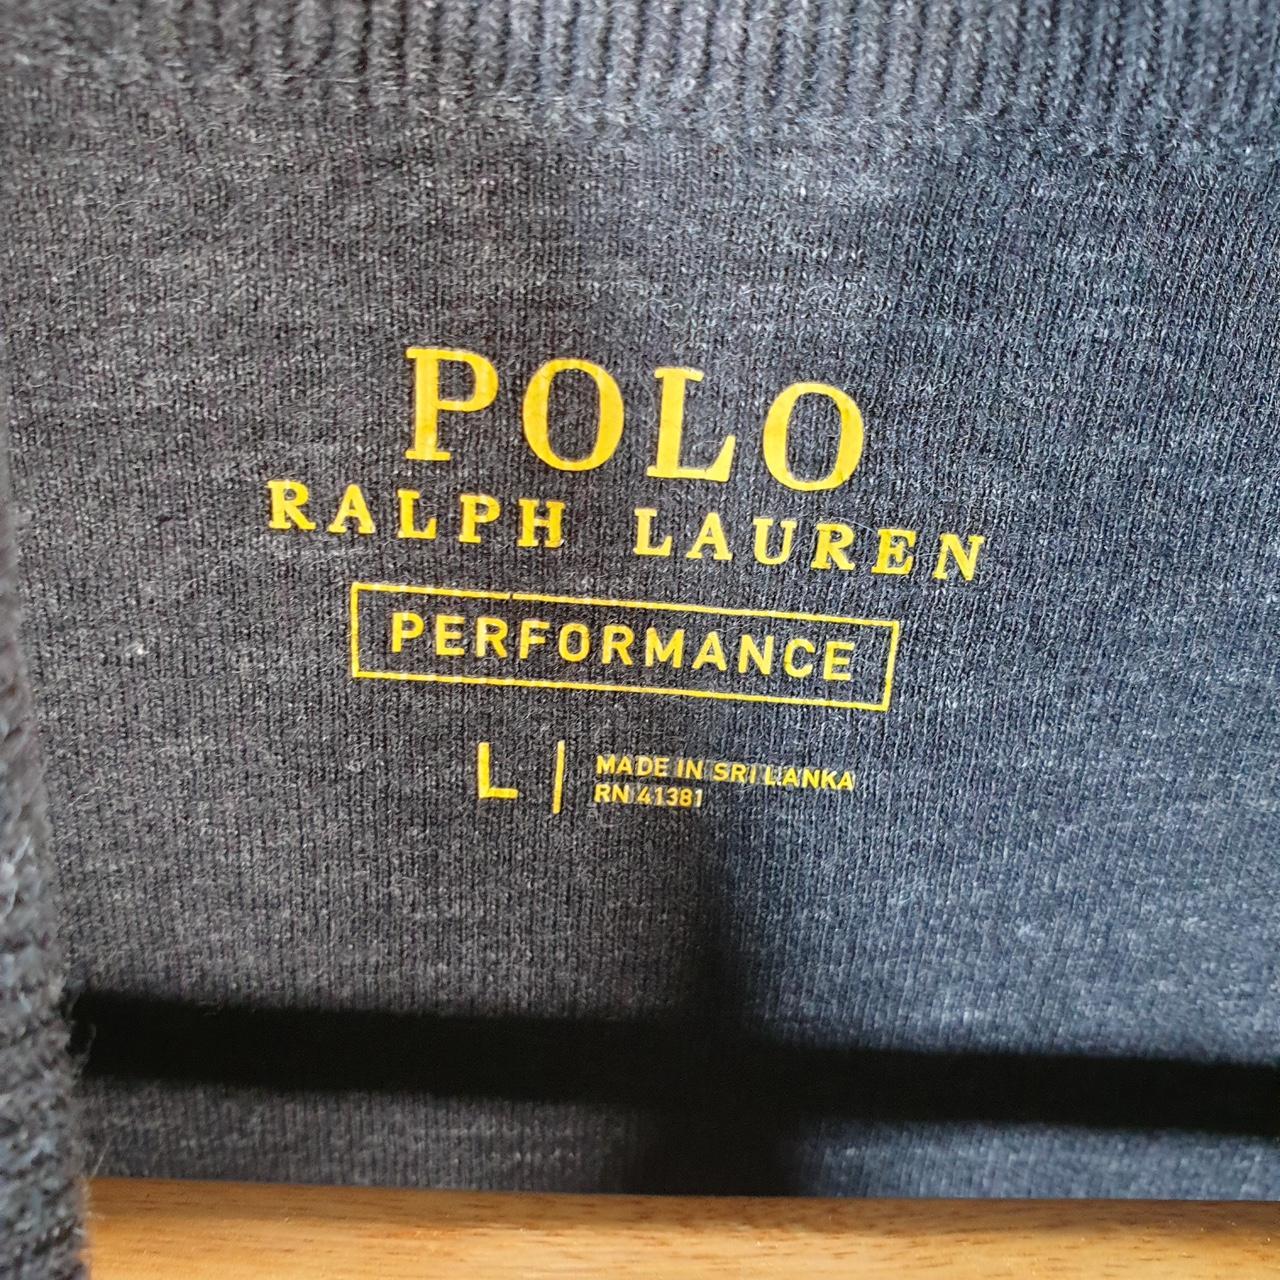 POLO
RALPH LAUREN
PERFORMANCE
L
MADE IN SRI LANKA
RN 41381